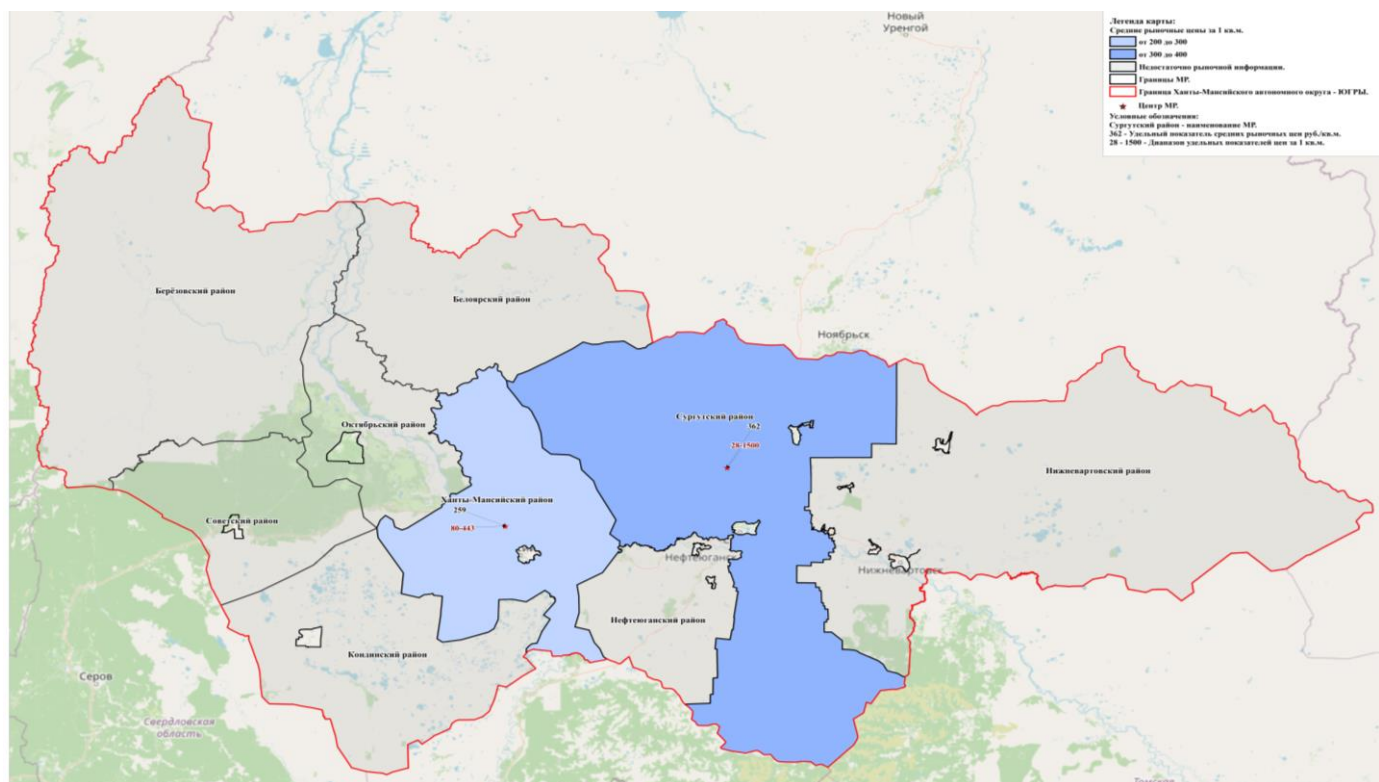 Новый
Уренгой
Легенда карты:
Средние рыночные цены за 1 кв.м.
от 200 до 300
от 300 до 400
Недостаточно рыночной информации.
Границы МР.
Граница Ханты-Мансийского автономного округа - ЮГРЫ.
Центр МР.
Условные обозначения:
Сургутский район - наименование МР.
362 - Удельный показатель средних рыночных цен руб./кв.м.
28 - 1500 - Диапазон удельных показателей цен за 1 кв.м.
Берёзовский район
Белоярский район
Ноябрьск
Октябрьский район
Сургутский район
362
28-1500
Нижневартовский район
Ханты-Мансийский район
259
80-443
Советский район
Нефтеюганск
Нижневартовск
Нефтеюганский район
Кондинский район
Серов
Свердловская
область